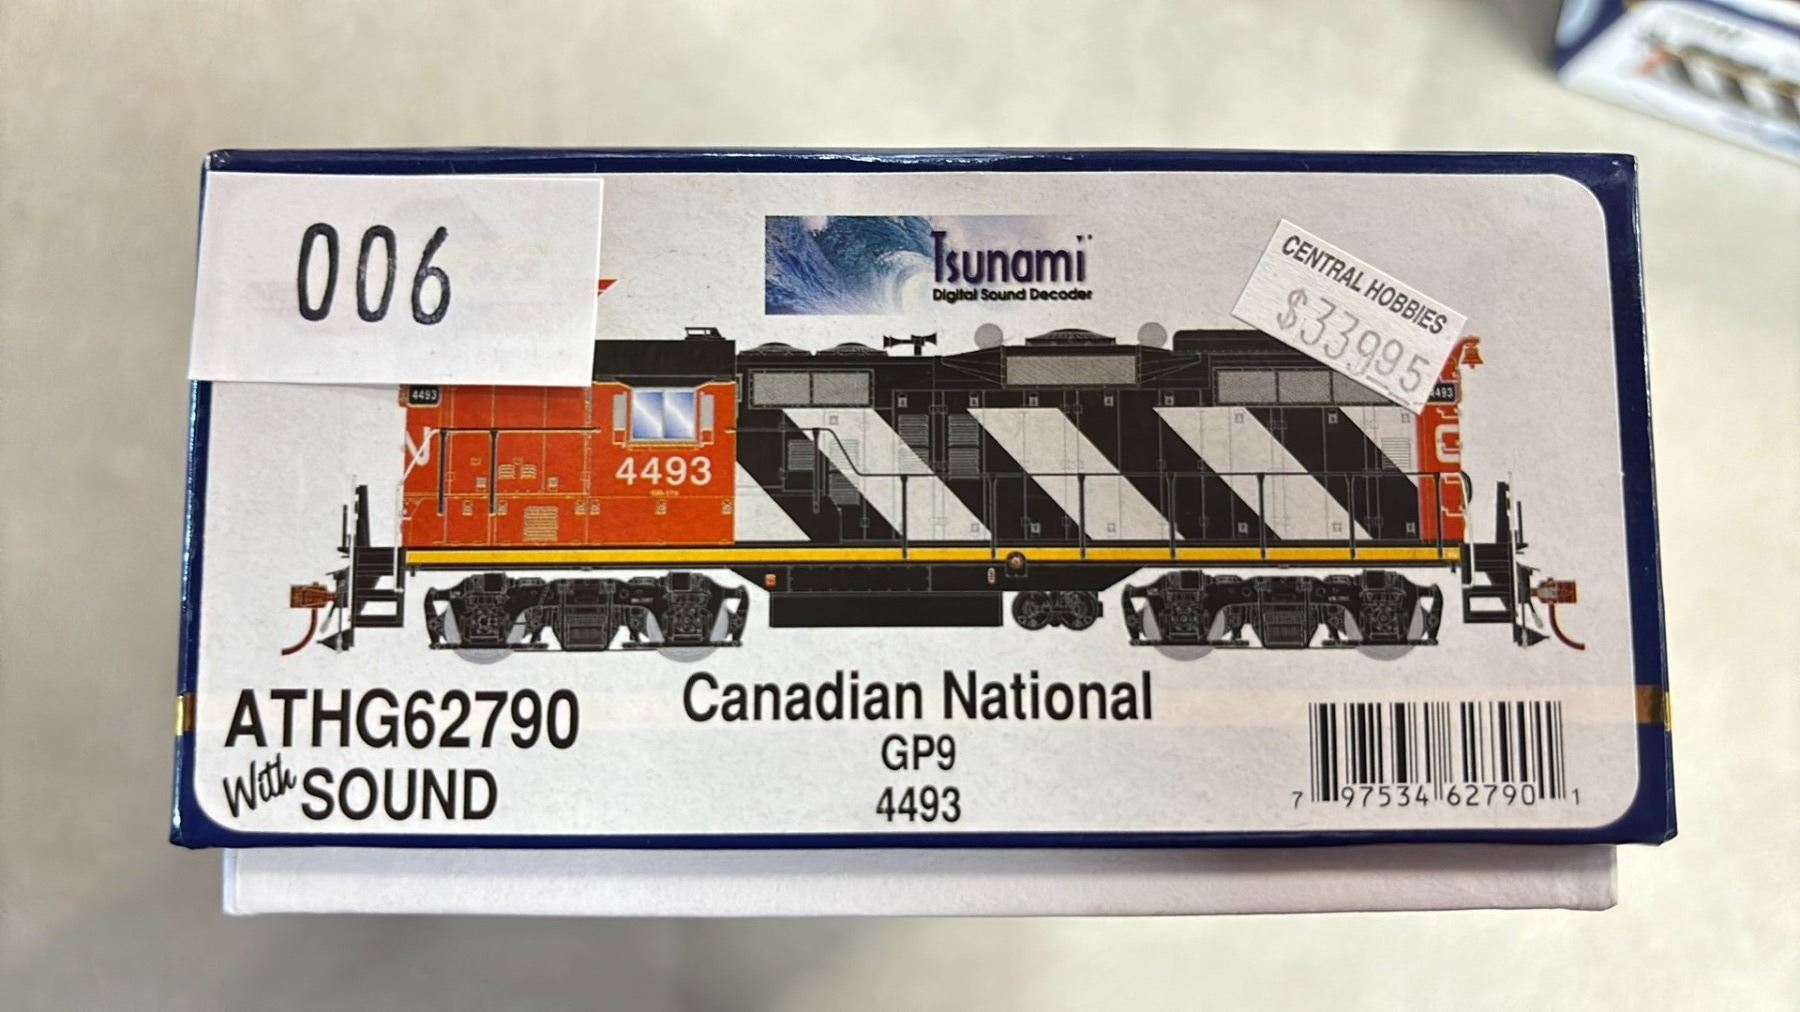 006
Tsunami
Digital Sound Decoder
CENTRAL HOBBIES
$339.95
4493
4493
4493
ATHG62790
With SOUND
Canadian National
GP9
4493
7 97534 62790 1